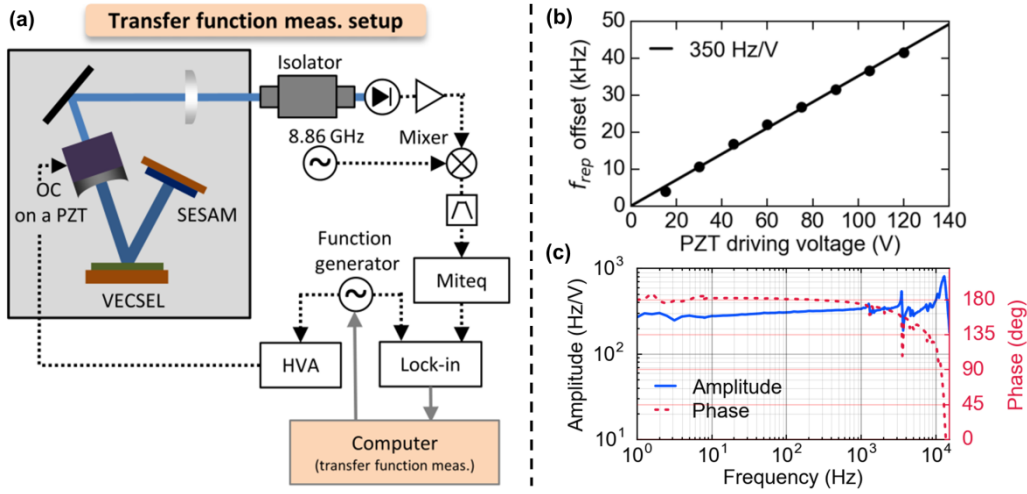 (a)
Transfer function meas. setup
Isolator
8.86 GHz
Mixer
OC
on a PZT
SESAM
VECSEL
Function
generator
Miteq
HVA
Lock-in
Computer
(transfer function meas.)
(b)
350 Hz/V
f_rep offset (kHz)
50
40
30
20
10
0
0 20 40 60 80 100 120 140
PZT driving voltage (V)
(c)
Amplitude (Hz/V)
10³
10²
10¹
Amplitude
Phase
180
135
90
45
0
Phase (deg)
10⁰ 10¹ 10² 10³ 10⁴
Frequency (Hz)